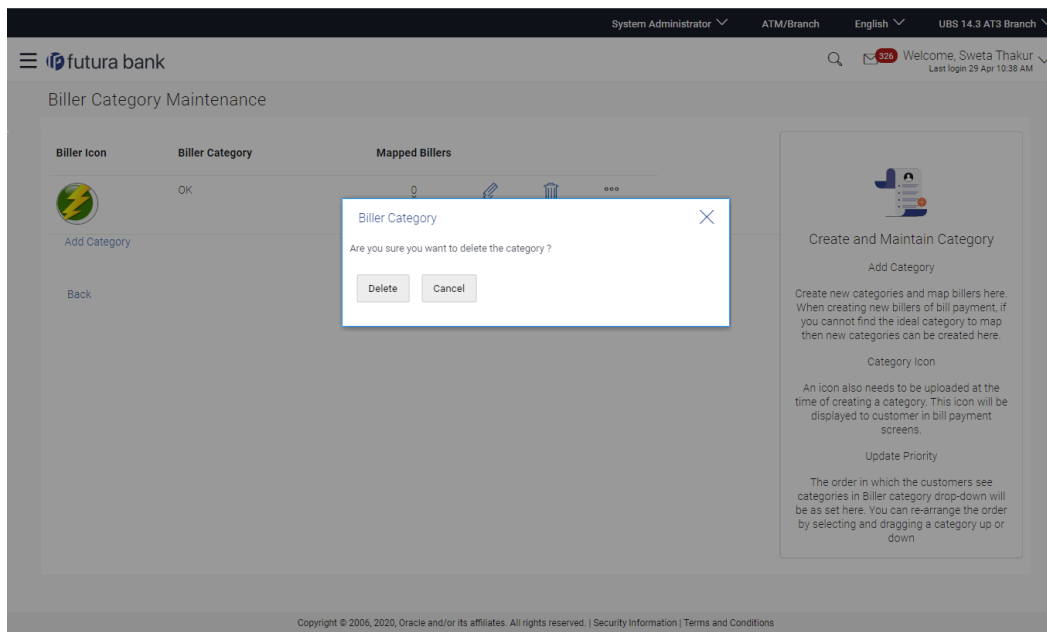 System Administrator ATM/Branch English UBS 14.3 AT3 Branch
futura bank
326
Welcome, Sweta Thakur
Last login 29 Apr 10:38 AM
Biller Category Maintenance
Biller Icon Biller Category Mapped Billers
OK 0
Add Category
Back
Biller Category
Are you sure you want to delete the category ?
Delete Cancel
Create and Maintain Category
Add Category
Create new categories and map billers here.
When creating new billers of bill payment, if
you cannot find the ideal category to map
then new categories can be created here.
Category Icon
An icon also needs to be uploaded at the
time of creating a category. This icon will be
displayed to customer in bill payment
screens.
Update Priority
The order in which the customers see
categories in Biller category drop-down will
be as set here. You can re-arrange the order
by selecting and dragging a category up or
down
Copyright © 2006, 2020, Oracle and/or its affiliates. All rights reserved. | Security Information | Terms and Conditions